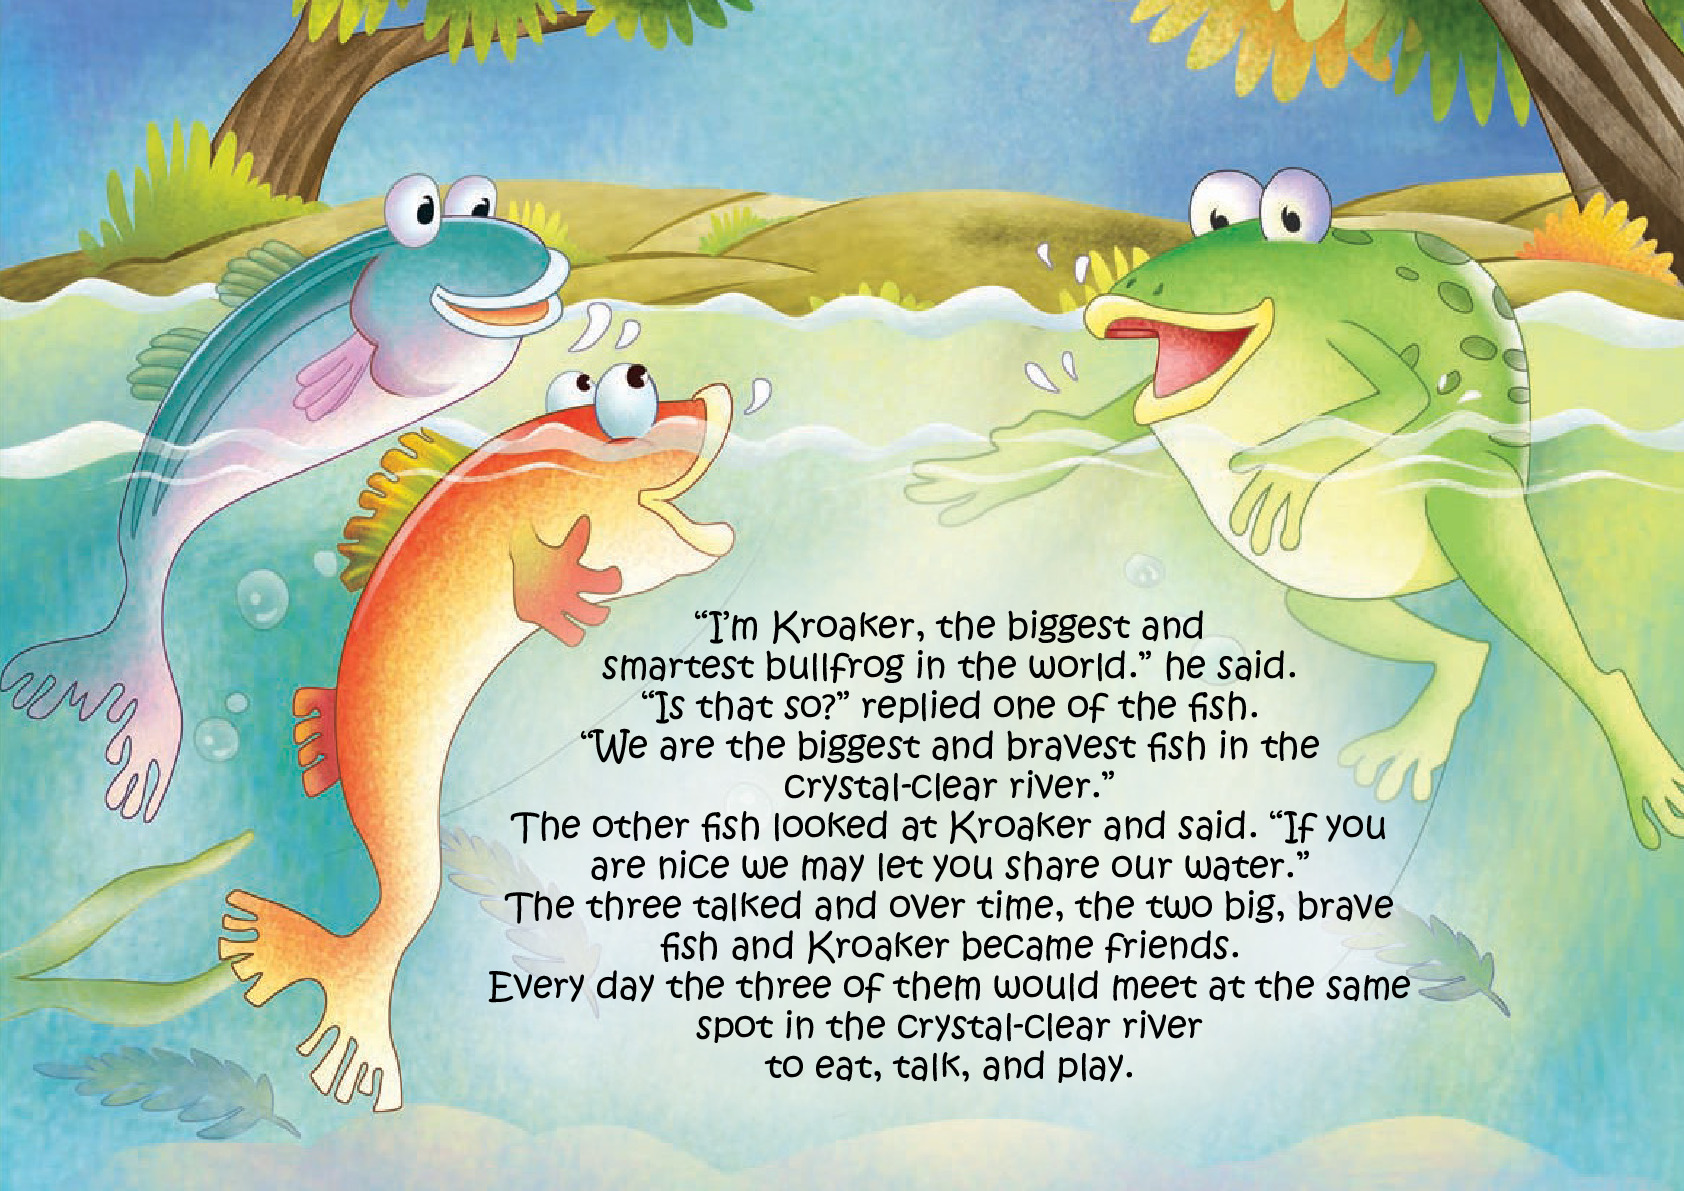 “I’m Kroaker, the biggest and
smartest bullfrog in the world.” he said.
“Is that so?” replied one of the fish.
“We are the biggest and bravest fish in the
crystal-clear river.”
The other fish looked at Kroaker and said. “If you
are nice we may let you share our water.”
The three talked and over time, the two big, brave
fish and Kroaker became friends.
Every day the three of them would meet at the same
spot in the crystal-clear river
to eat, talk, and play.